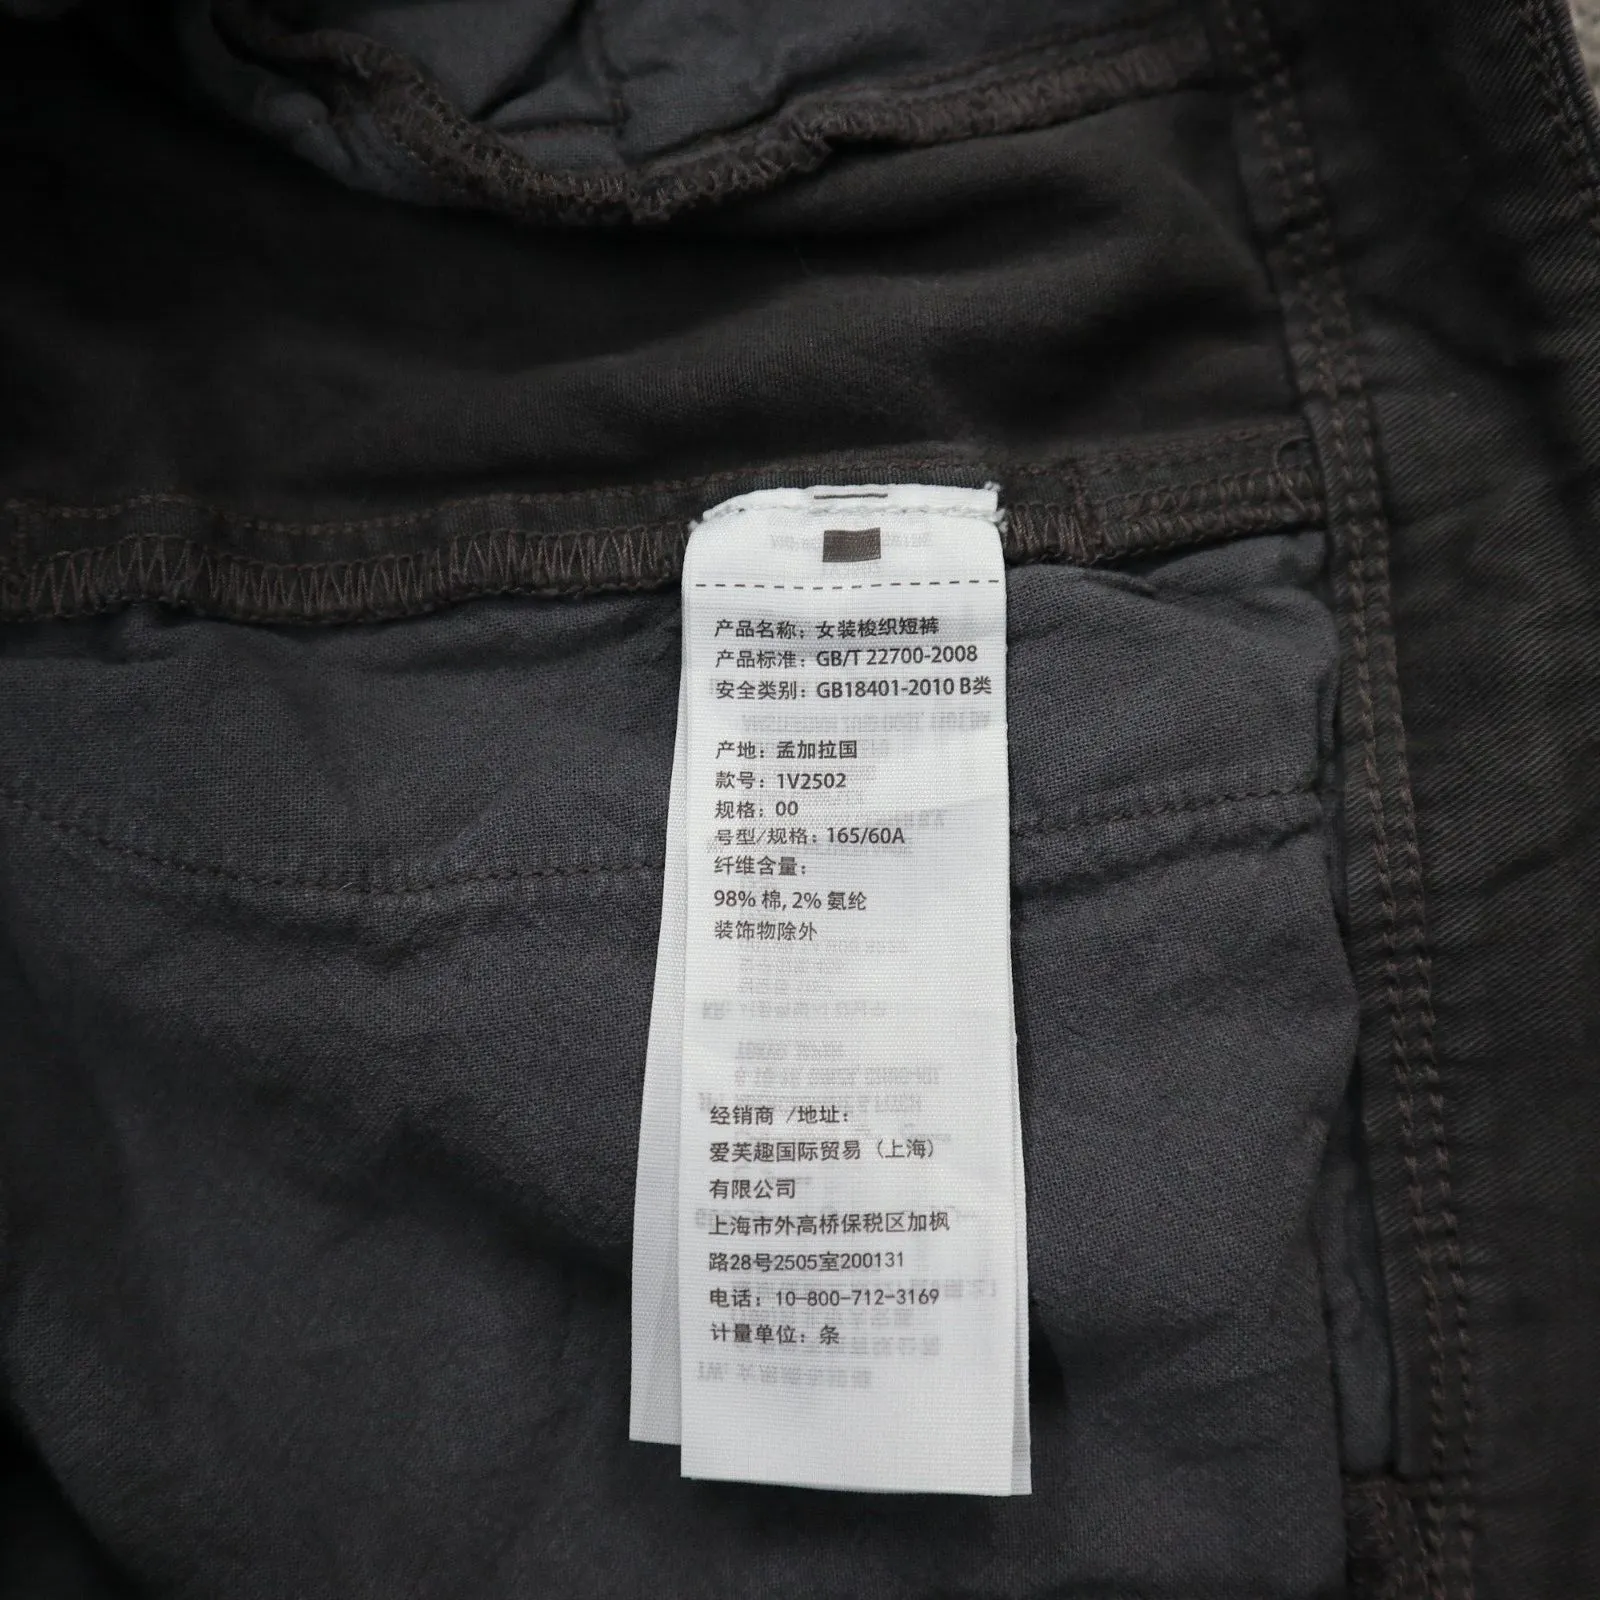 产品名称：女装梭织短裤
产品标准：GB/T 22700-2008
安全类别：GB18401-2010 B类
产地：孟加拉国
款号：1V2502
规格：00
号型/规格：165/60A
纤维含量：
98% 棉, 2% 氨纶
装饰物除外
经销商 /地址：
爱芙趣国际贸易（上海）
有限公司
上海市外高桥保税区加枫
路28号2505室200131
电话：10-800-712-3169
计量单位：条